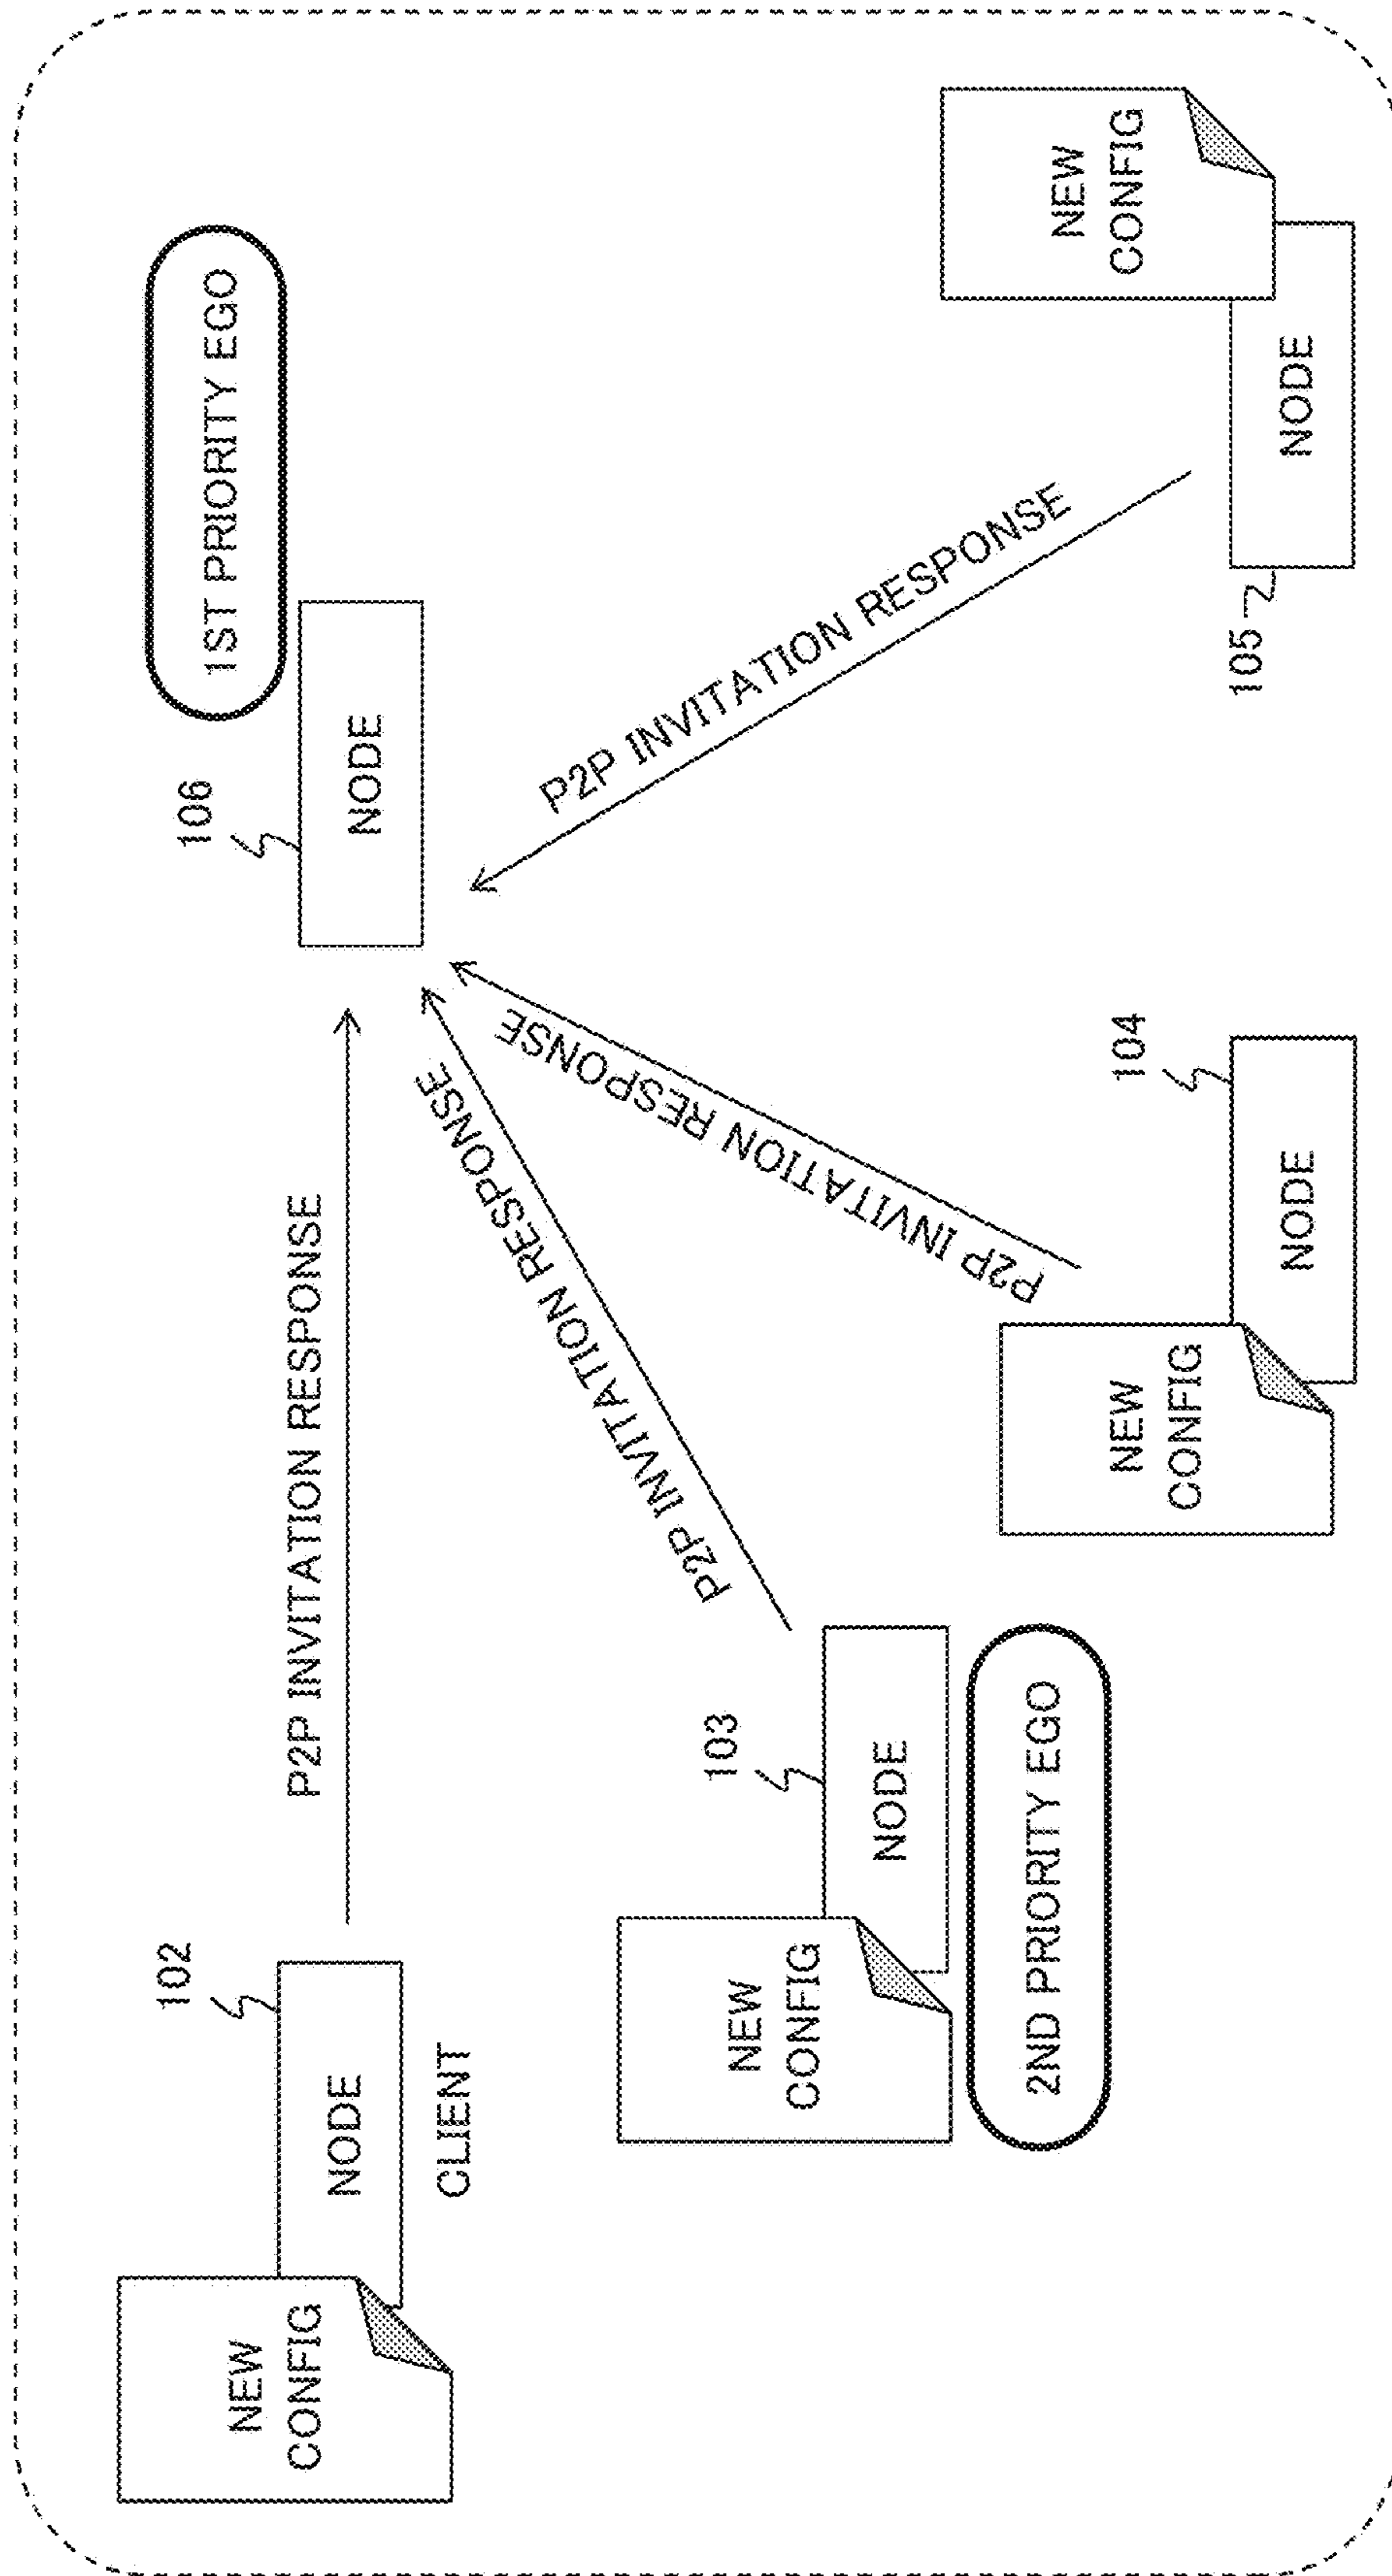 102
NEW
CONFIG
NODE
CLIENT
P2P INVITATION RESPONSE
106
NODE
1ST PRIORITY EGO
103
NEW
CONFIG
NODE
2ND PRIORITY EGO
P2P INVITATION RESPONSE
104
NEW
CONFIG
NODE
P2P INVITATION RESPONSE
105
NODE
NEW
CONFIG
P2P INVITATION RESPONSE